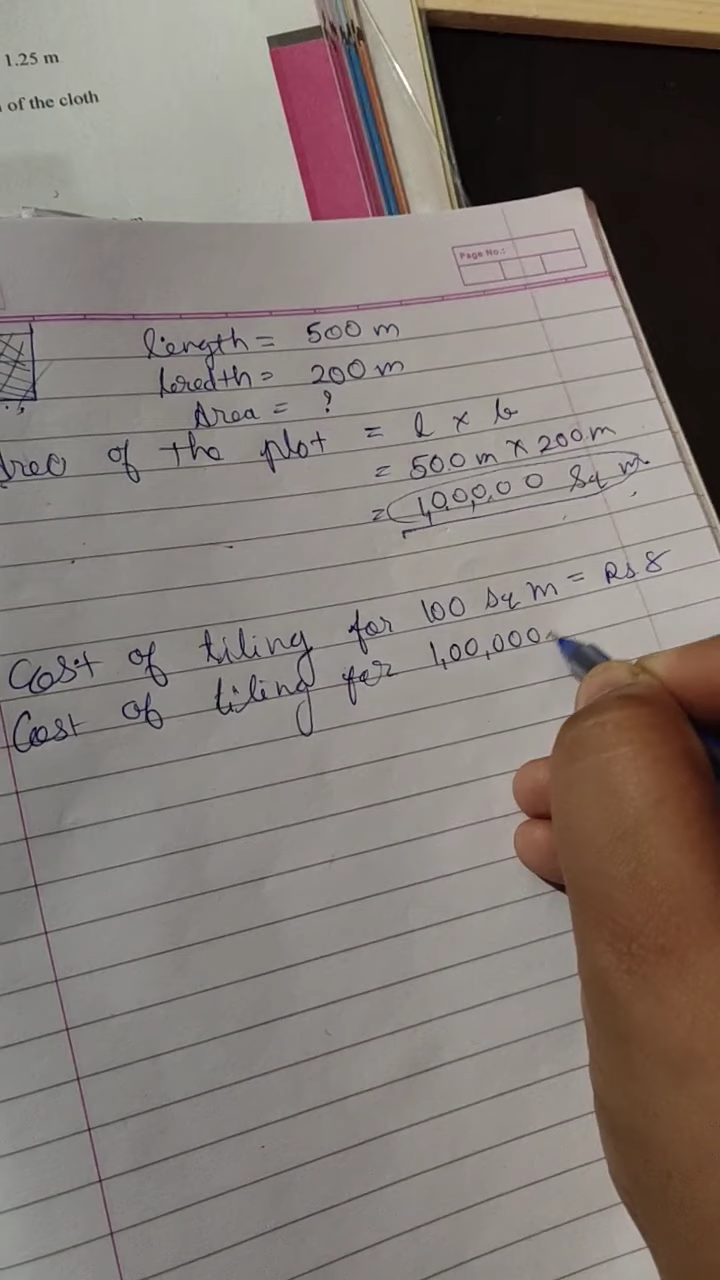 1.25 m
of the cloth
Page No.:
length = 500 m
bredth = 200 m
Area = ?
Area of the plot = l × b
= 500 m × 200 m
= 1,00,000 Sq m
Cost of tiling for 100 sq m = Rs 8
Cost of tiling for 1,00,000